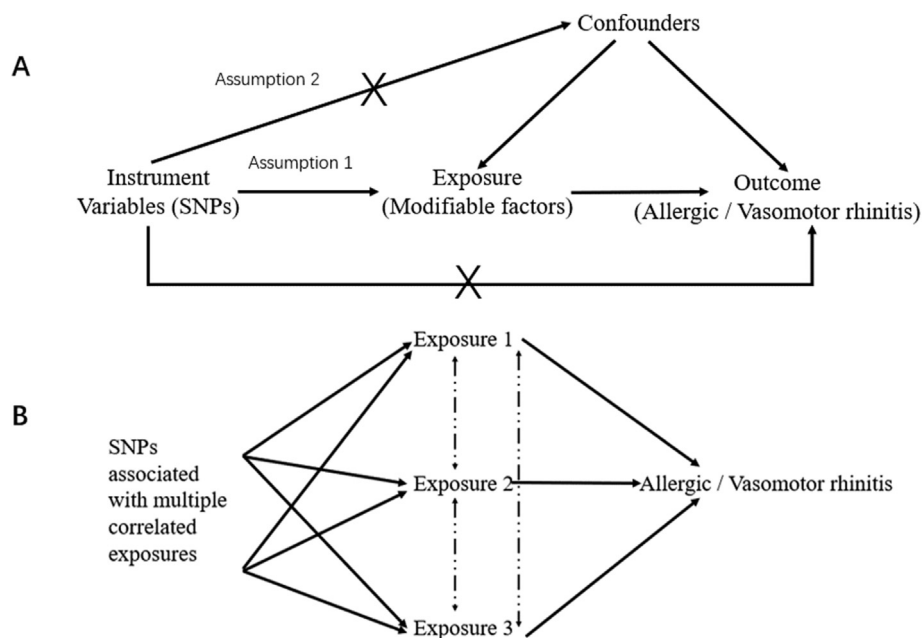 A
Confounders
Assumption 2
X
Assumption 1
Instrument
Variables (SNPs)
Exposure
(Modifiable factors)
Outcome
(Allergic / Vasomotor rhinitis)
X
B
Exposure 1
SNPs
associated
with multiple
correlated
exposures
Exposure 2
Allergic / Vasomotor rhinitis
Exposure 3